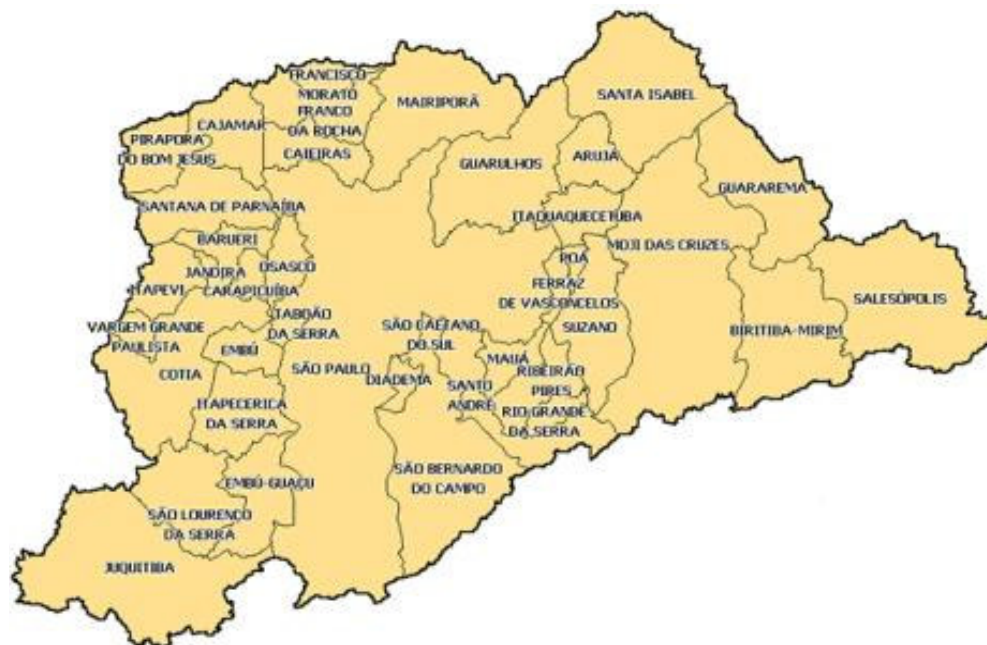 FRANCISCO
MORATO
FRANCO
DA ROCHA
MAIRIPORÃ
SANTA ISABEL
CAJAMAR
PIRAPORA
DO BOM JESUS
CAIEIRAS
GUARULHOS
ARUJÁ
GUARAREMA
SANTANA DE PARNAÍBA
ITAQUAQUECETUBA
BARUERI
MOJI DAS CRUZES
POÁ
JANDIRA
OSASCO
ITAPEVI
CARAPICUÍBA
FERRAZ
DE VASCONCELOS
SALESÓPOLIS
TABOÃO
DA SERRA
VARGEM GRANDE
PAULISTA
SÃO CAETANO
DO SUL
SUZANO
BIRITIBA-MIRIM
EMBÚ
MAUÁ
COTIA
SÃO PAULO
DIADEMA
SANTO
ANDRÉ
RIBEIRÃO
PIRES
ITAPECERICA
DA SERRA
RIO GRANDE
DA SERRA
SÃO BERNARDO
DO CAMPO
EMBÚ-GUAÇU
SÃO LOURENÇO
DA SERRA
JUQUITIBA